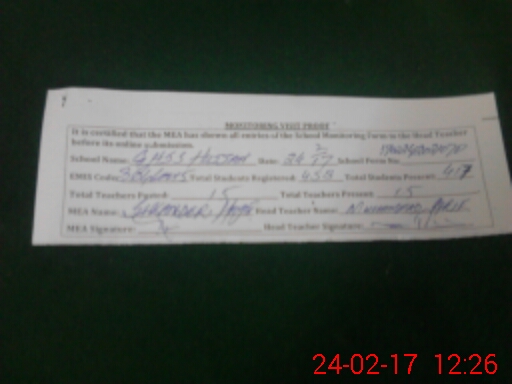 MONITORING VISIT PROOF
It is certified that the MEA has shown all entries of the School Monitoring Form to the Head Teacher
before its online submission.
School Name: GHSS Date: 24 2 17 School Form No.
EMIS Code: Total Students Registered: 458 Total Students Present: 417
Total Teachers Posted: 15 Total Teachers Present: 15
MEA Name: Head Teacher Name: Muhammad Arif
MEA Signature: Head Teacher Signature:
24-02-17 12:26